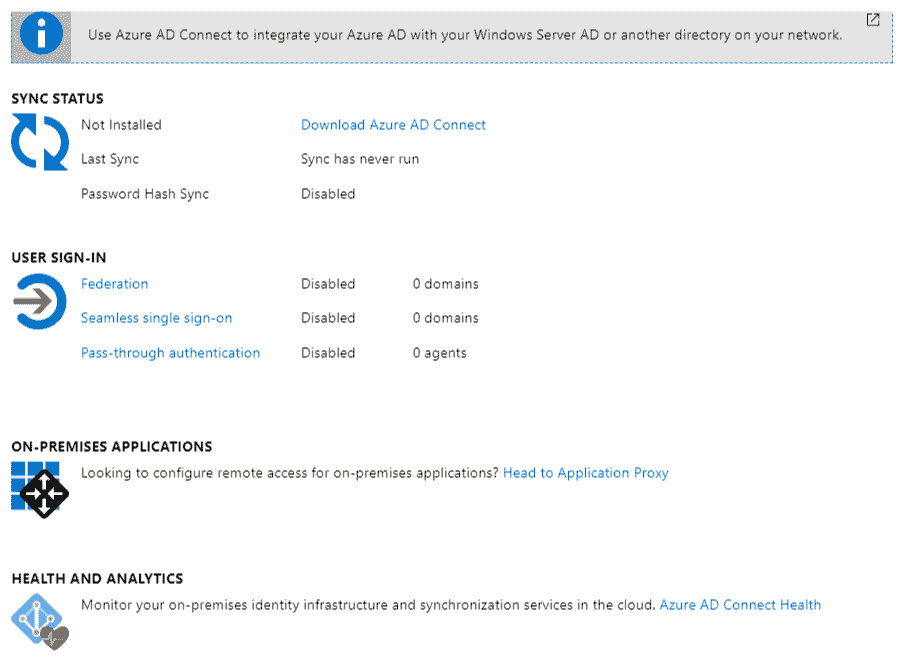 Use Azure AD Connect to integrate your Azure AD with your Windows Server AD or another directory on your network.
SYNC STATUS
Not Installed Download Azure AD Connect
Last Sync Sync has never run
Password Hash Sync Disabled
USER SIGN-IN
Federation Disabled 0 domains
Seamless single sign-on Disabled 0 domains
Pass-through authentication Disabled 0 agents
ON-PREMISES APPLICATIONS
Looking to configure remote access for on-premises applications? Head to Application Proxy
HEALTH AND ANALYTICS
Monitor your on-premises identity infrastructure and synchronization services in the cloud. Azure AD Connect Health